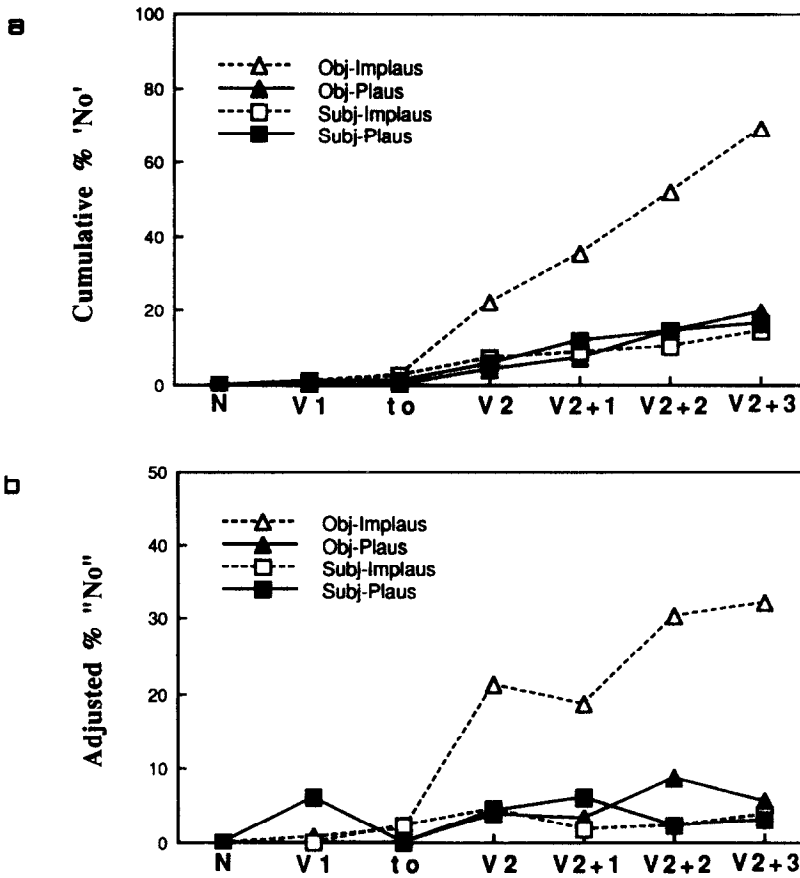 a
100
80
60
40
20
0
Cumulative % 'No'
Obj-Implaus
Obj-Plaus
Subj-Implaus
Subj-Plaus
N V1 to V2 V2+1 V2+2 V2+3
b
50
40
30
20
10
0
Adjusted % "No"
Obj-Implaus
Obj-Plaus
Subj-Implaus
Subj-Plaus
N V1 to V2 V2+1 V2+2 V2+3